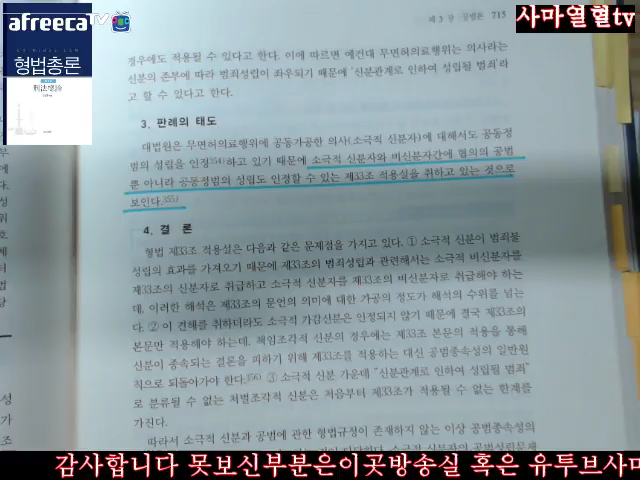 afreecaTV
사마열혈tv
형법총론
刑法總論
제 3 장 공범론 715
경우에도 적용될 수 있다고 한다. 이에 따르면 예컨대 무면허의료행위는 의사라는
신분의 존부에 따라 범죄성립이 좌우되기 때문에 '신분관계로 인하여 성립될 범죄'라
고 할 수 있다고 한다.
3. 판례의 태도
대법원은 무면허의료행위에 공동가공한 의사(소극적 신분자)에 대해서도 공동정
범의 성립을 인정354)하고 있기 때문에 소극적 신분자와 비신분자간에 협의의 공범
뿐 아니라 공동정범의 성립도 인정할 수 있는 제33조 적용설을 취하고 있는 것으로
보인다.355)
4. 결 론
형법 제33조 적용설은 다음과 같은 문제점을 가지고 있다. ① 소극적 신분이 범죄불
성립의 효과를 가져오기 때문에 제33조의 범죄성립과 관련해서는 소극적 비신분자를
제33조의 신분자로 취급하고 소극적 신분자를 제33조의 비신분자로 취급해야 하는
데, 이러한 해석은 제33조의 문언의 의미에 대한 가공의 정도가 해석의 수위를 넘는
다. ② 이 견해를 취하더라도 소극적 가감신분은 인정되지 않기 때문에 결국 제33조의
본문만 적용해야 하는데, 책임조각적 신분의 경우에는 제33조 본문의 적용을 통해
신분이 종속되는 결론을 피하기 위해 제33조를 적용하는 대신 공범종속성의 일반원
칙으로 되돌아가야 한다.356) ③ 소극적 신분 가운데 "신분관계로 인하여 성립될 범죄"
로 분류될 수 없는 처벌조각적 신분은 처음부터 제33조가 적용될 수 없는 한계를
가진다.
따라서 소극적 신분과 공범에 관한 형법규정이 존재하지 않는 이상 공범종속성의
감사합니다 못보신부분은이곳방송실 혹은 유투브사마